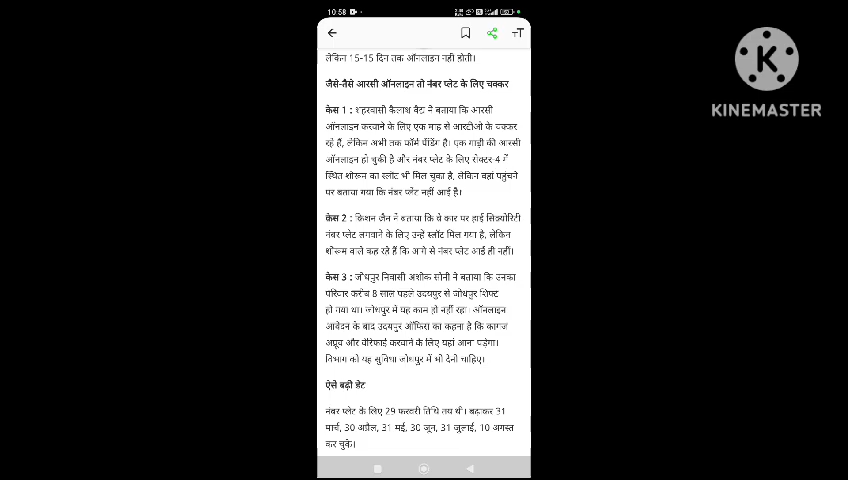 10:58
लेकिन 15-15 दिन तक ऑनलाइन नहीं होती।
जैसे-तैसे आरसी ऑनलाइन तो नंबर प्लेट के लिए चक्कर
केस 1 : शहरवासी कैलाश बैदा ने बताया कि आरसी
ऑनलाइन करवाने के लिए एक माह से आरटीओ के चक्कर
रहे हैं, लेकिन अभी तक फॉर्म पेंडिंग है। एक गाड़ी की आरसी
ऑनलाइन हो चुकी है और नंबर प्लेट के लिए सेक्टर-4 में
स्थित शोरूम का स्लॉट भी मिल चुका है, लेकिन वहां पहुंचने
पर बताया गया कि नंबर प्लेट नहीं आई है।
केस 2 : किशन जैन ने बताया कि वे कार पर हाई सिक्योरिटी
नंबर प्लेट लगवाने के लिए उन्हें स्लॉट मिल गया है, लेकिन
शोरूम वाले कह रहे हैं कि आगे से नंबर प्लेट आई ही नहीं।
केस 3 : जोधपुर निवासी अशोक सोनी ने बताया कि उनका
परिवार करीब 8 साल पहले उदयपुर से जोधपुर शिफ्ट
हो गया था। जोधपुर में यह काम हो नहीं रहा। ऑनलाइन
आवेदन के बाद उदयपुर ऑफिस का कहना है कि कागज
अप्रूव और वेरिफाई करवाने के लिए यहां आना पड़ेगा।
विभाग को यह सुविधा जोधपुर में भी देनी चाहिए।
ऐसे बढ़ी डेट
नंबर प्लेट के लिए 29 फरवरी तिथि तय थी। बढ़ाकर 31
मार्च, 30 अप्रैल, 31 मई, 30 जून, 31 जुलाई, 10 अगस्त
कर चुके।
K
KINEMASTER